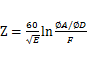 Z = 60/√E ln (ØA/ØD)/F